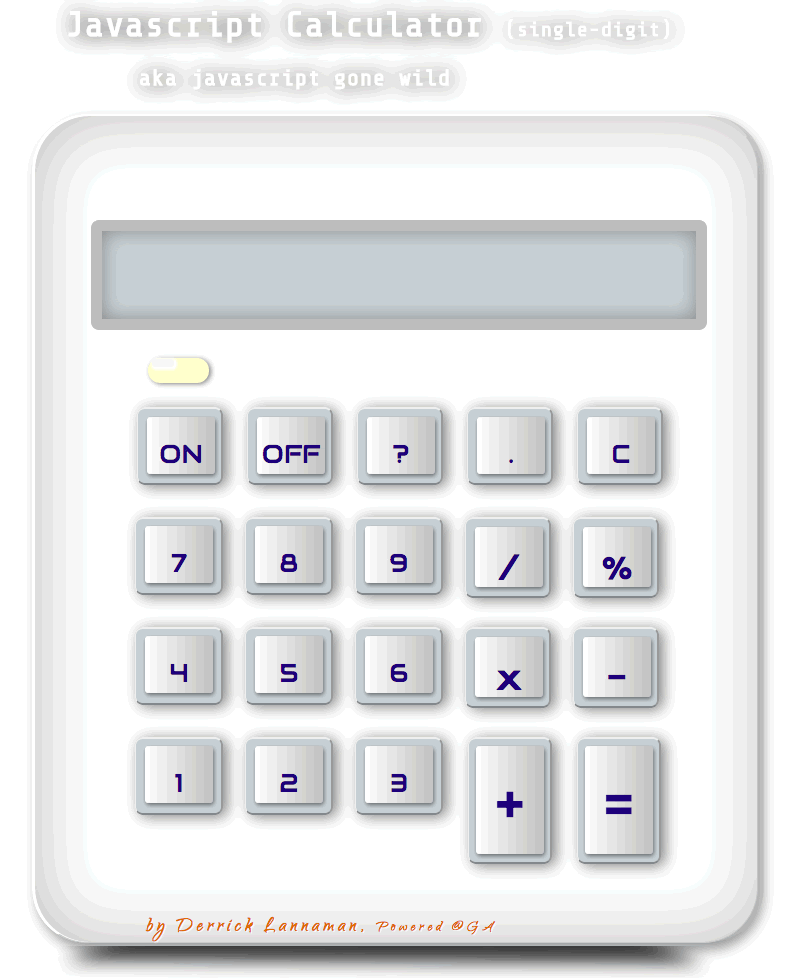 Javascript Calculator (single-digit)
aka javascript gone wild
ON OFF ? . C
7 8 9 / %
4 5 6 x -
1 2 3 + =
by Derrick Lannaman, Powered @GA